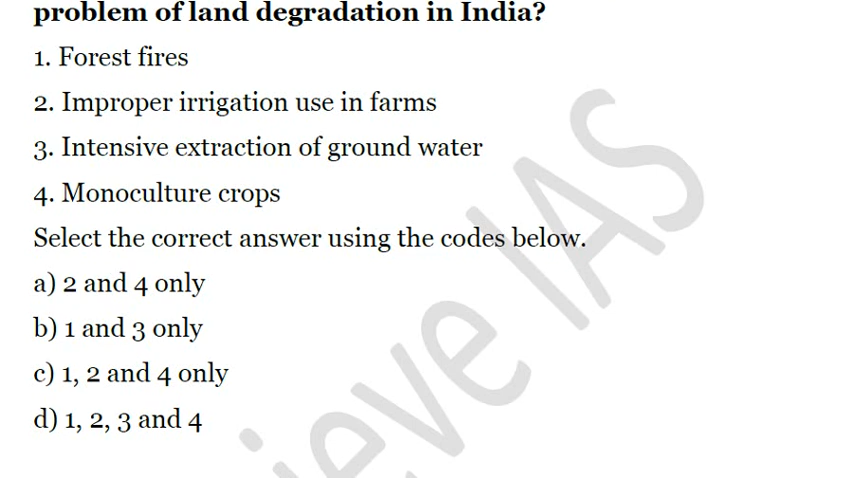 problem of land degradation in India?
1. Forest fires
2. Improper irrigation use in farms
3. Intensive extraction of ground water
4. Monoculture crops
Select the correct answer using the codes below.
a) 2 and 4 only
b) 1 and 3 only
c) 1, 2 and 4 only
d) 1, 2, 3 and 4
ieve IAS